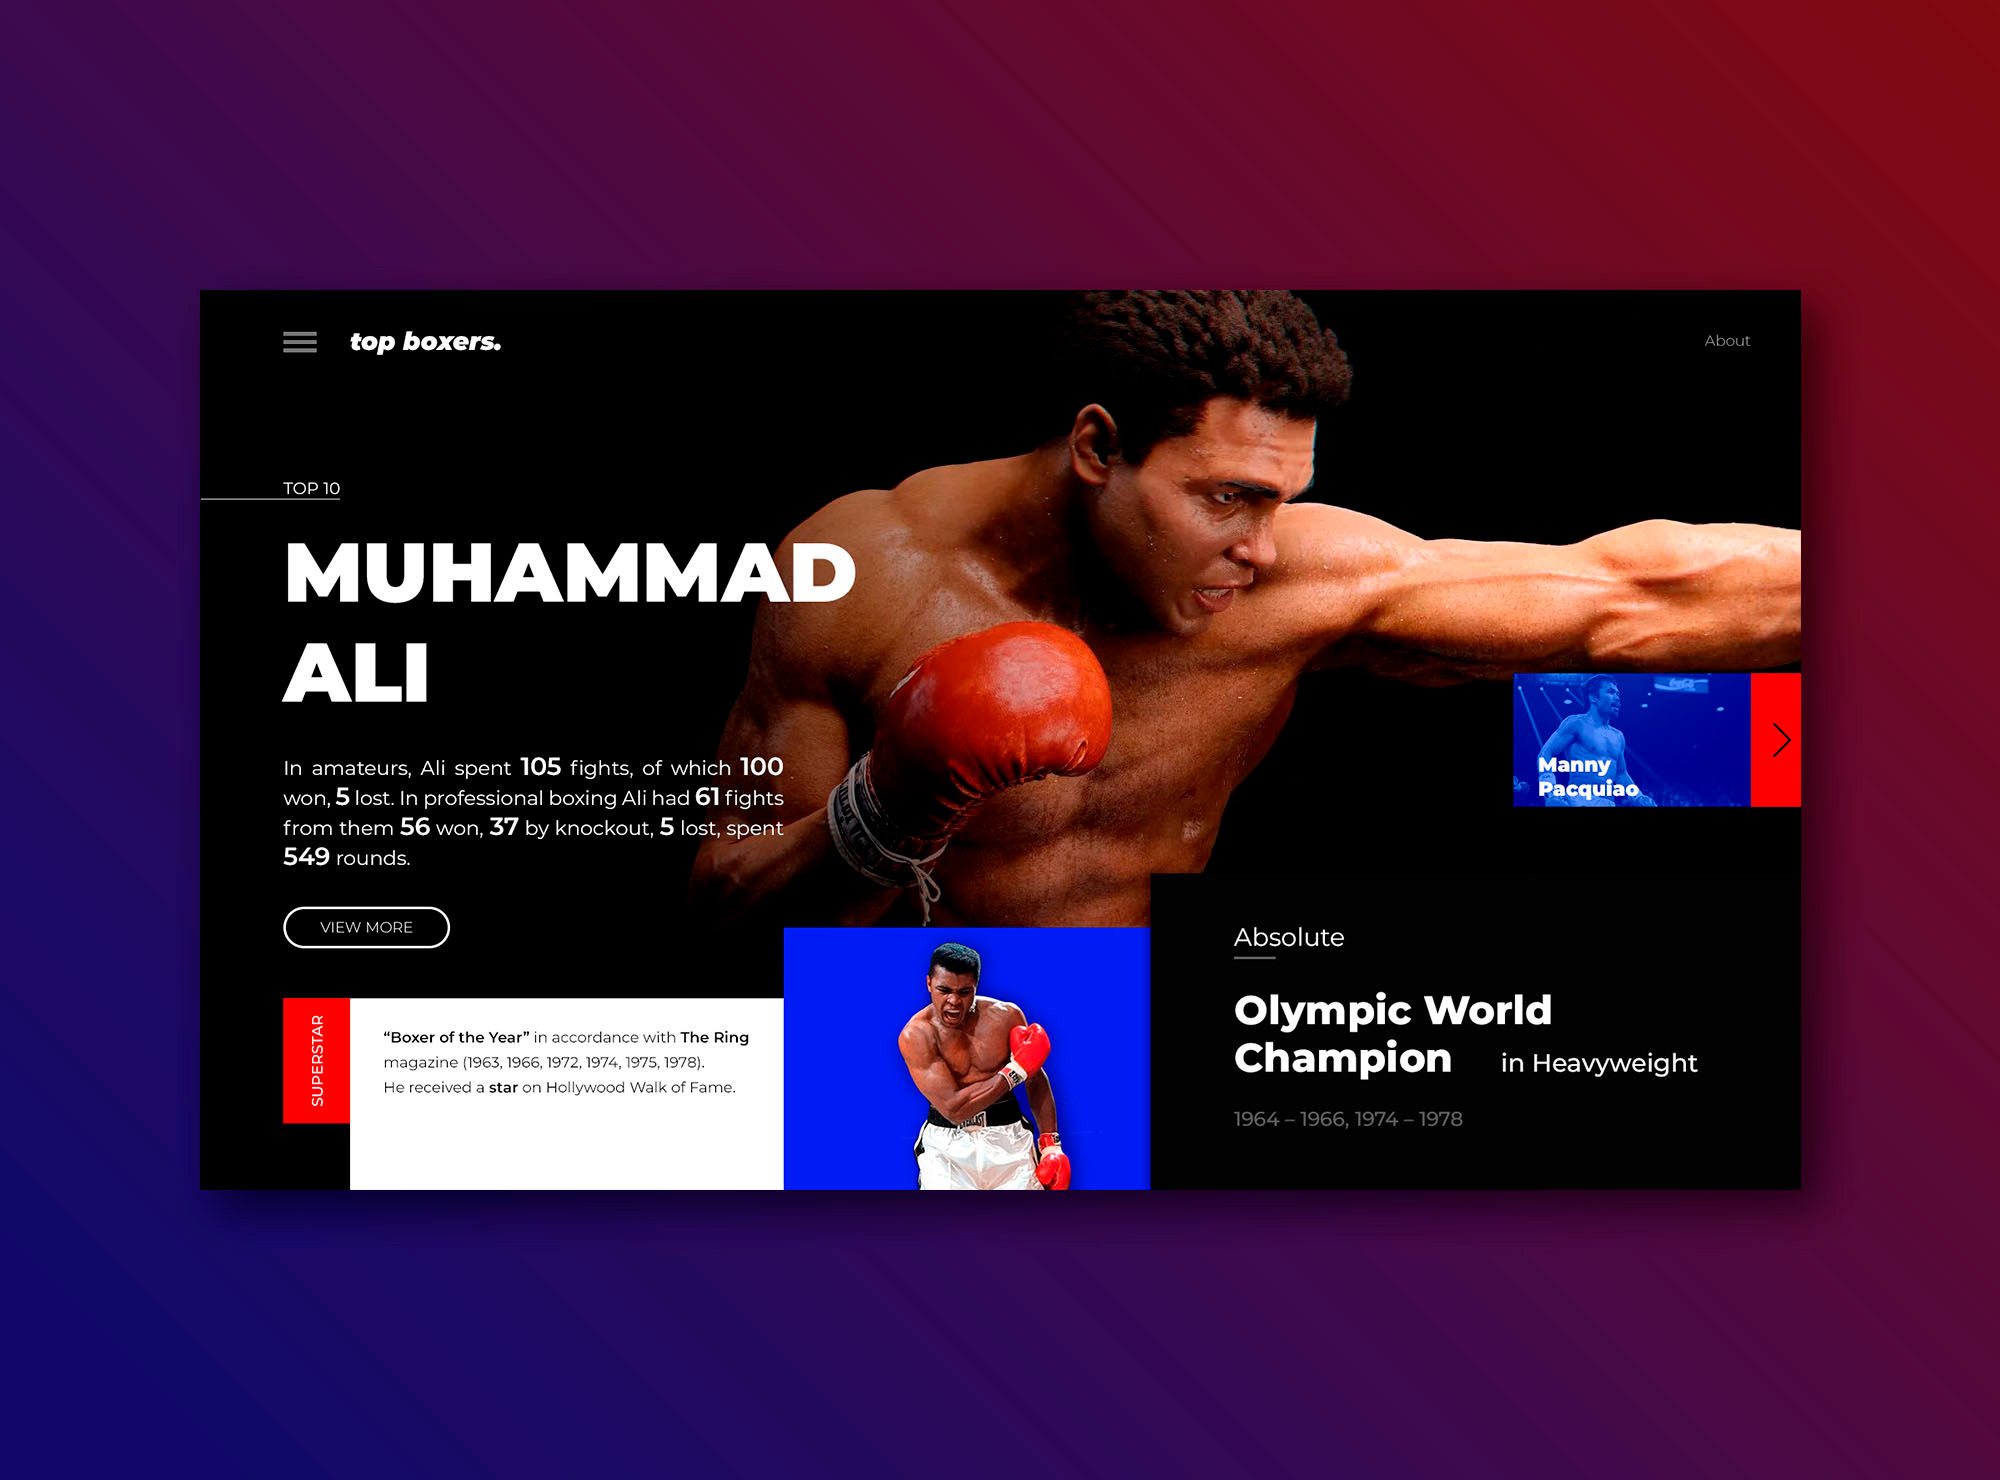 top boxers.
About
TOP 10
MUHAMMAD
ALI
In amateurs, Ali spent 105 fights, of which 100
won, 5 lost. In professional boxing Ali had 61 fights
from them 56 won, 37 by knockout, 5 lost, spent
549 rounds.
VIEW MORE
Manny
Pacquiao
SUPERSTAR
“Boxer of the Year” in accordance with The Ring
magazine (1963, 1966, 1972, 1974, 1975, 1978).
He received a star on Hollywood Walk of Fame.
Absolute
Olympic World
Champion in Heavyweight
1964 – 1966, 1974 – 1978